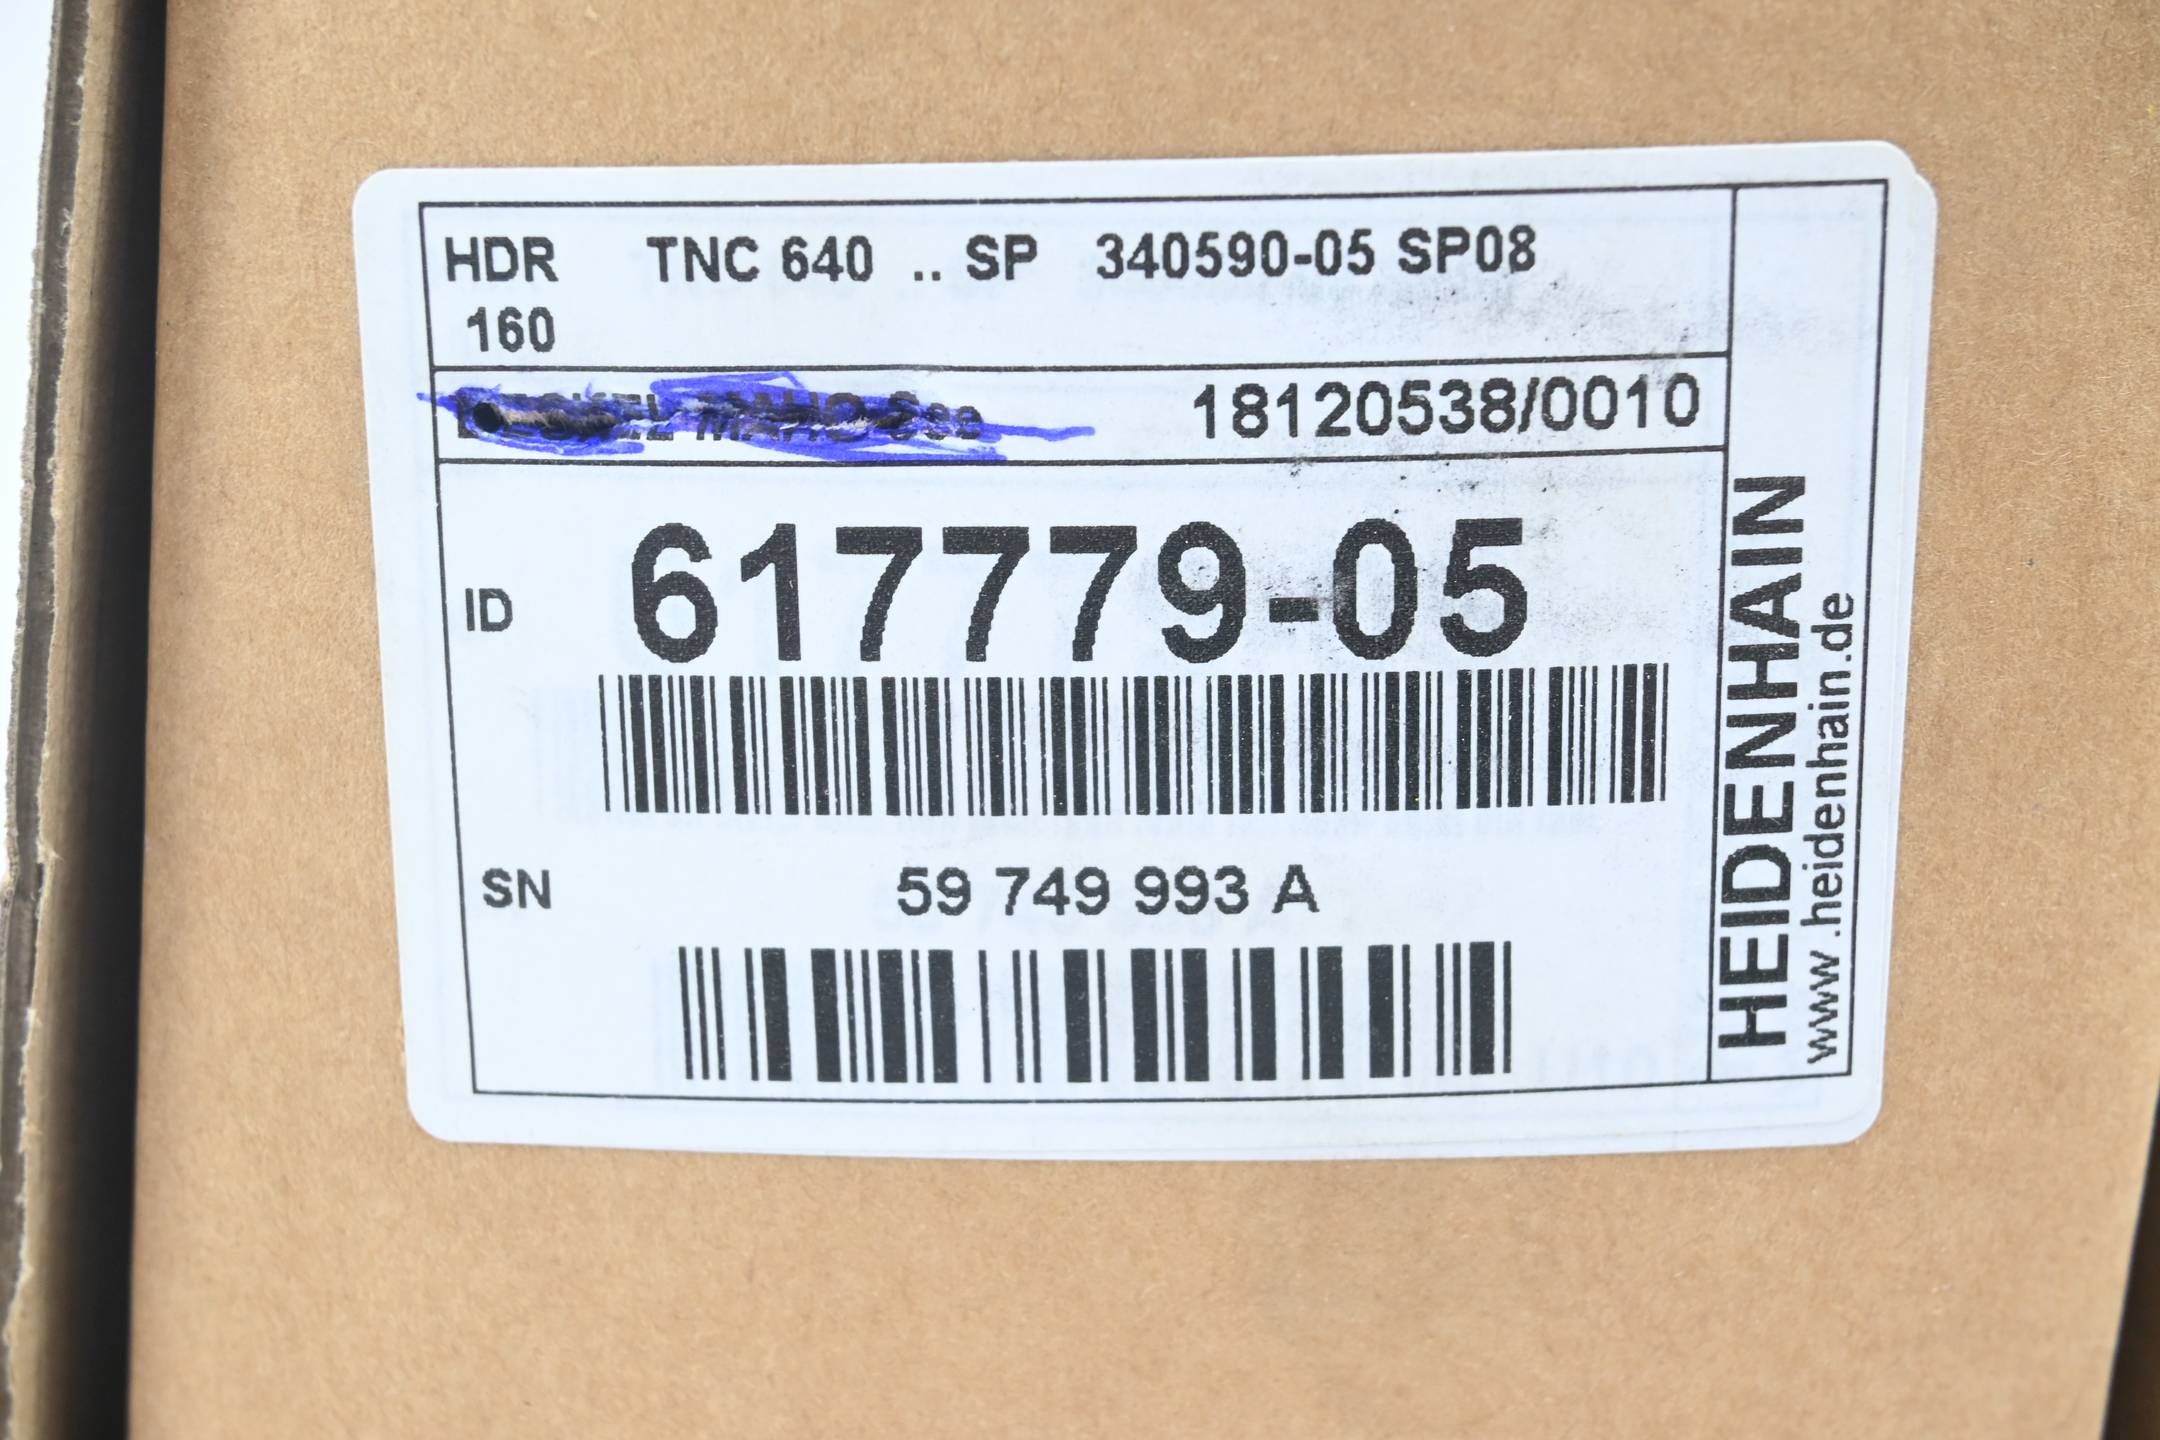 HDR TNC 640 .. SP 340590-05 SP08
160
18120538/0010
ID 617779-05
SN 59 749 993 A
HEIDENHAIN
www.heidenhain.de